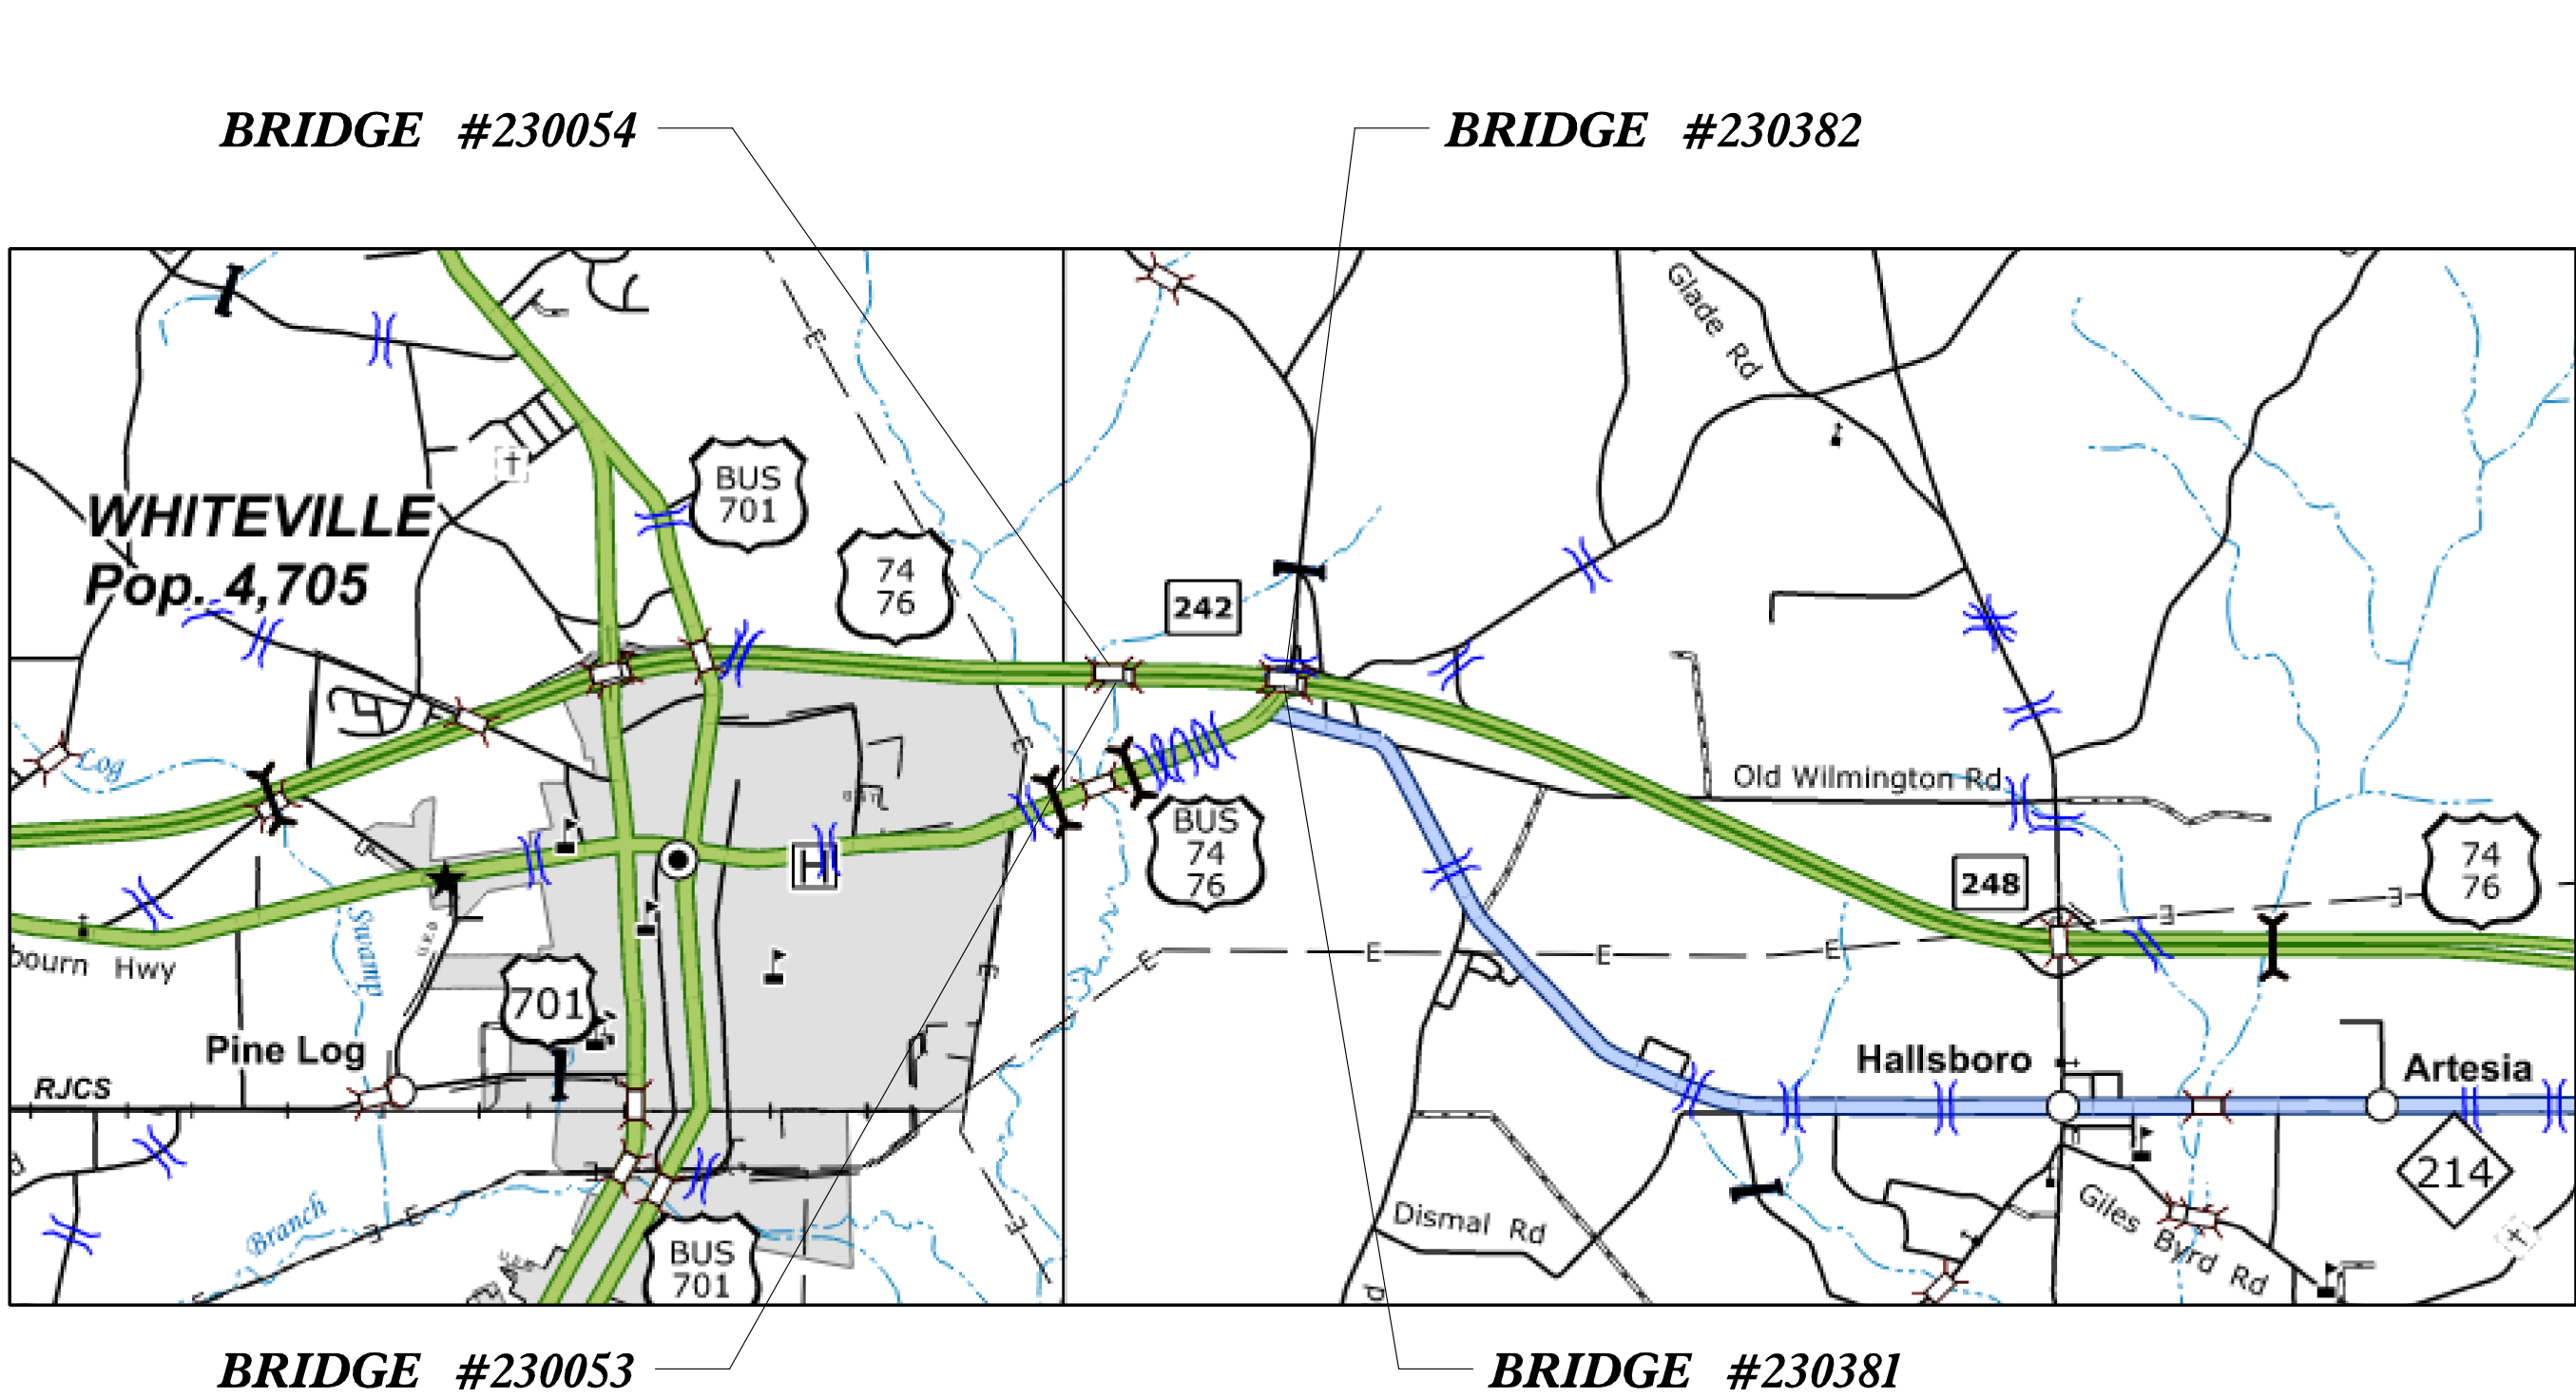 BRIDGE #230054
BRIDGE #230382
Glade Rd
BUS
701
WHITEVILLE
Pop. 4,705
74
76
242
Log
Old Wilmington Rd
BUS
74
76
74
76
248
H
bourn Hwy
Swamp
701
E
E
E
E
E
E
E
E
E
Pine Log
RJCS
Hallsboro
Artesia
214
Branch
E
E
E
E
Dismal Rd
Giles Byrd Rd
BUS
701
d
d
BRIDGE #230053
BRIDGE #230381